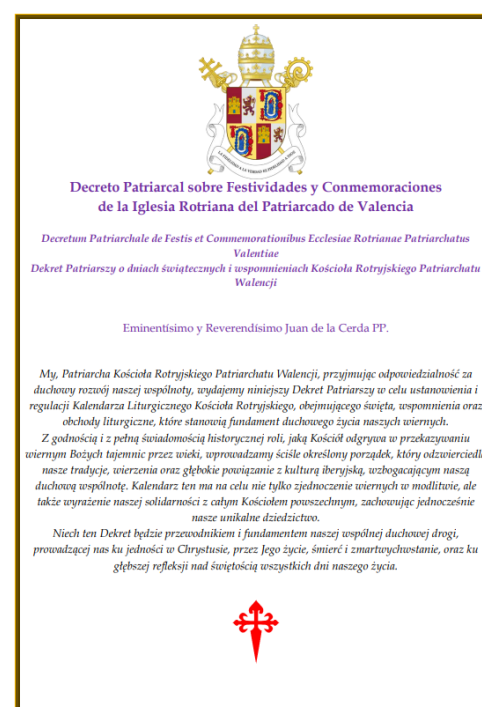 Decreto Patriarcal sobre Festividades y Conmemoraciones
de la Iglesia Rotriana del Patriarcado de Valencia
Decretum Patriarchale de Festis et Commemorationibus Ecclesiae Rotrianae Patriarchatus
Valentiae
Dekret Patriarszy o dniach świątecznych i wspomnieniach Kościoła Rotryjskiego Patriarchatu
Walencji
Eminentísimo y Reverendísimo Juan de la Cerda PP.
My, Patriarcha Kościoła Rotryjskiego Patriarchatu Walencji, przyjmując odpowiedzialność za
duchowy rozwój naszej wspólnoty, wydajemy niniejszy Dekret Patriarszy w celu ustanowienia i
regulacji Kalendarza Liturgicznego Kościoła Rotryjskiego, obejmującego święta, wspomnienia oraz
obchody liturgiczne, które stanowią fundament duchowego życia naszych wiernych.
Z godnością i z pełną świadomością historycznej roli, jaką Kościół odgrywa w przekazywaniu
wiernym Bożych tajemnic przez wieki, wprowadzamy ściśle określony porządek, który odzwierciedl
nasze tradycje, wierzenia oraz głębokie powiązanie z kulturą iberyjską, wzbogacającym naszą
duchową wspólnotę. Kalendarz ten ma na celu nie tylko zjednoczenie wiernych w modlitwie, ale
także wyrażenie naszej solidarności z całym Kościołem powszechnym, zachowując jednocześnie
nasze unikalne dziedzictwo.
Niech ten Dekret będzie przewodnikiem i fundamentem naszej wspólnej duchowej drogi,
prowadzącej nas ku jedności w Chrystusie, przez Jego życie, śmierć i zmartwychwstanie, oraz ku
głębszej refleksji nad świętością wszystkich dni naszego życia.